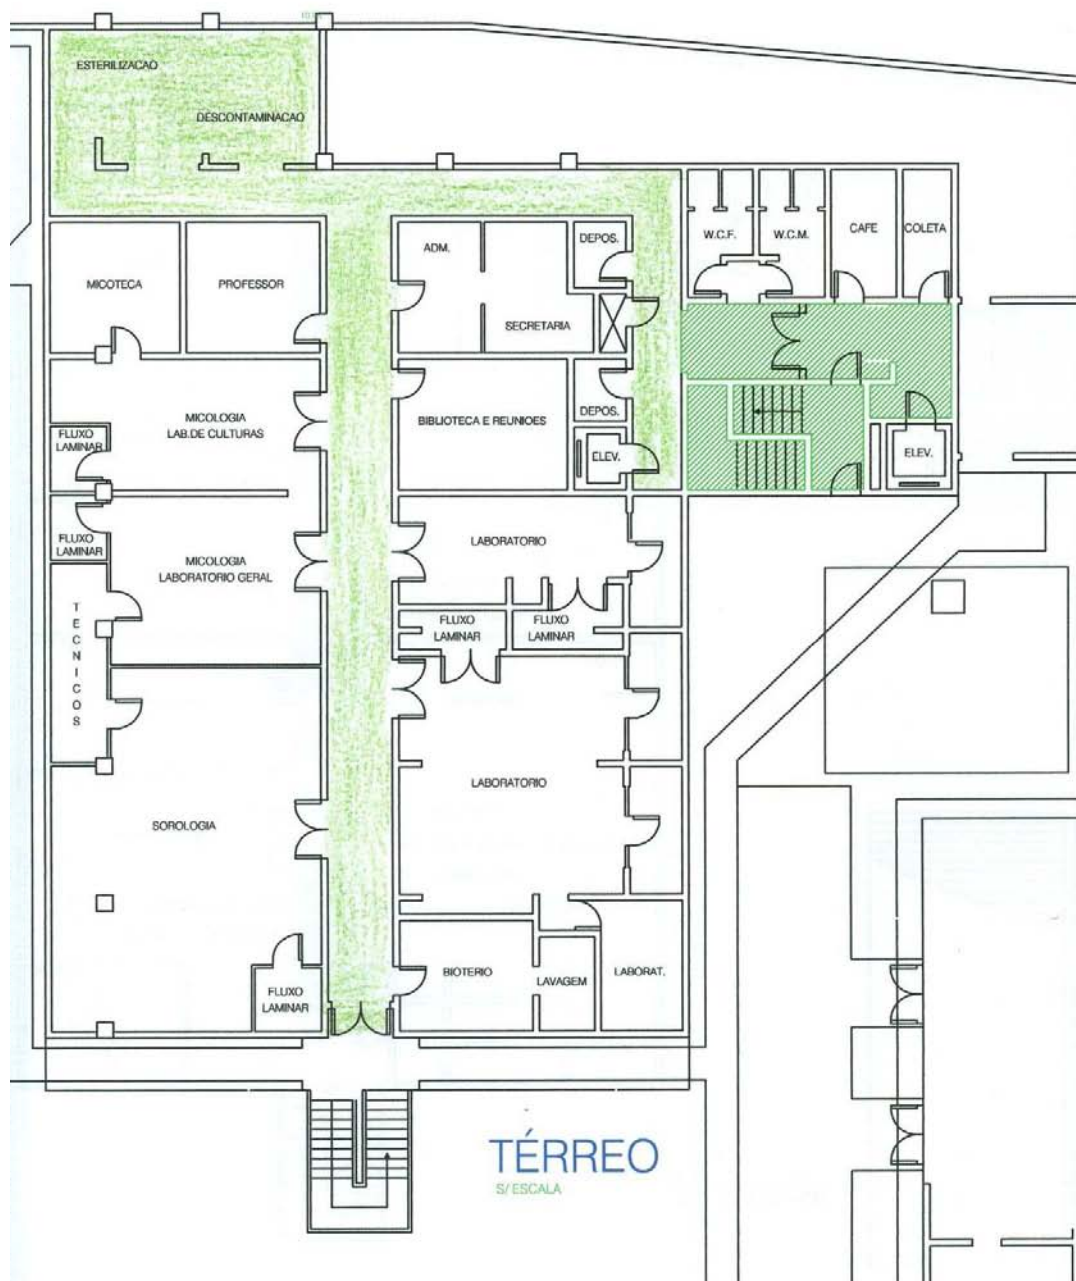 ESTERILIZACAO
DESCONTAMINACAO
MICOTECA
PROFESSOR
ADM.
SECRETARIA
DEPOS.
W.C.F.
W.C.M.
CAFE
COLETA
MICOLOGIA
LAB.DE CULTURAS
FLUXO
LAMINAR
BIBLIOTECA E REUNIOES
DEPOS.
ELEV.
ELEV.
FLUXO
LAMINAR
MICOLOGIA
LABORATORIO GERAL
LABORATORIO
FLUXO
LAMINAR
FLUXO
LAMINAR
TECNICOS
LABORATORIO
SOROLOGIA
FLUXO
LAMINAR
BIOTERIO
LAVAGEM
LABORAT.
TÉRREO
S/ ESCALA